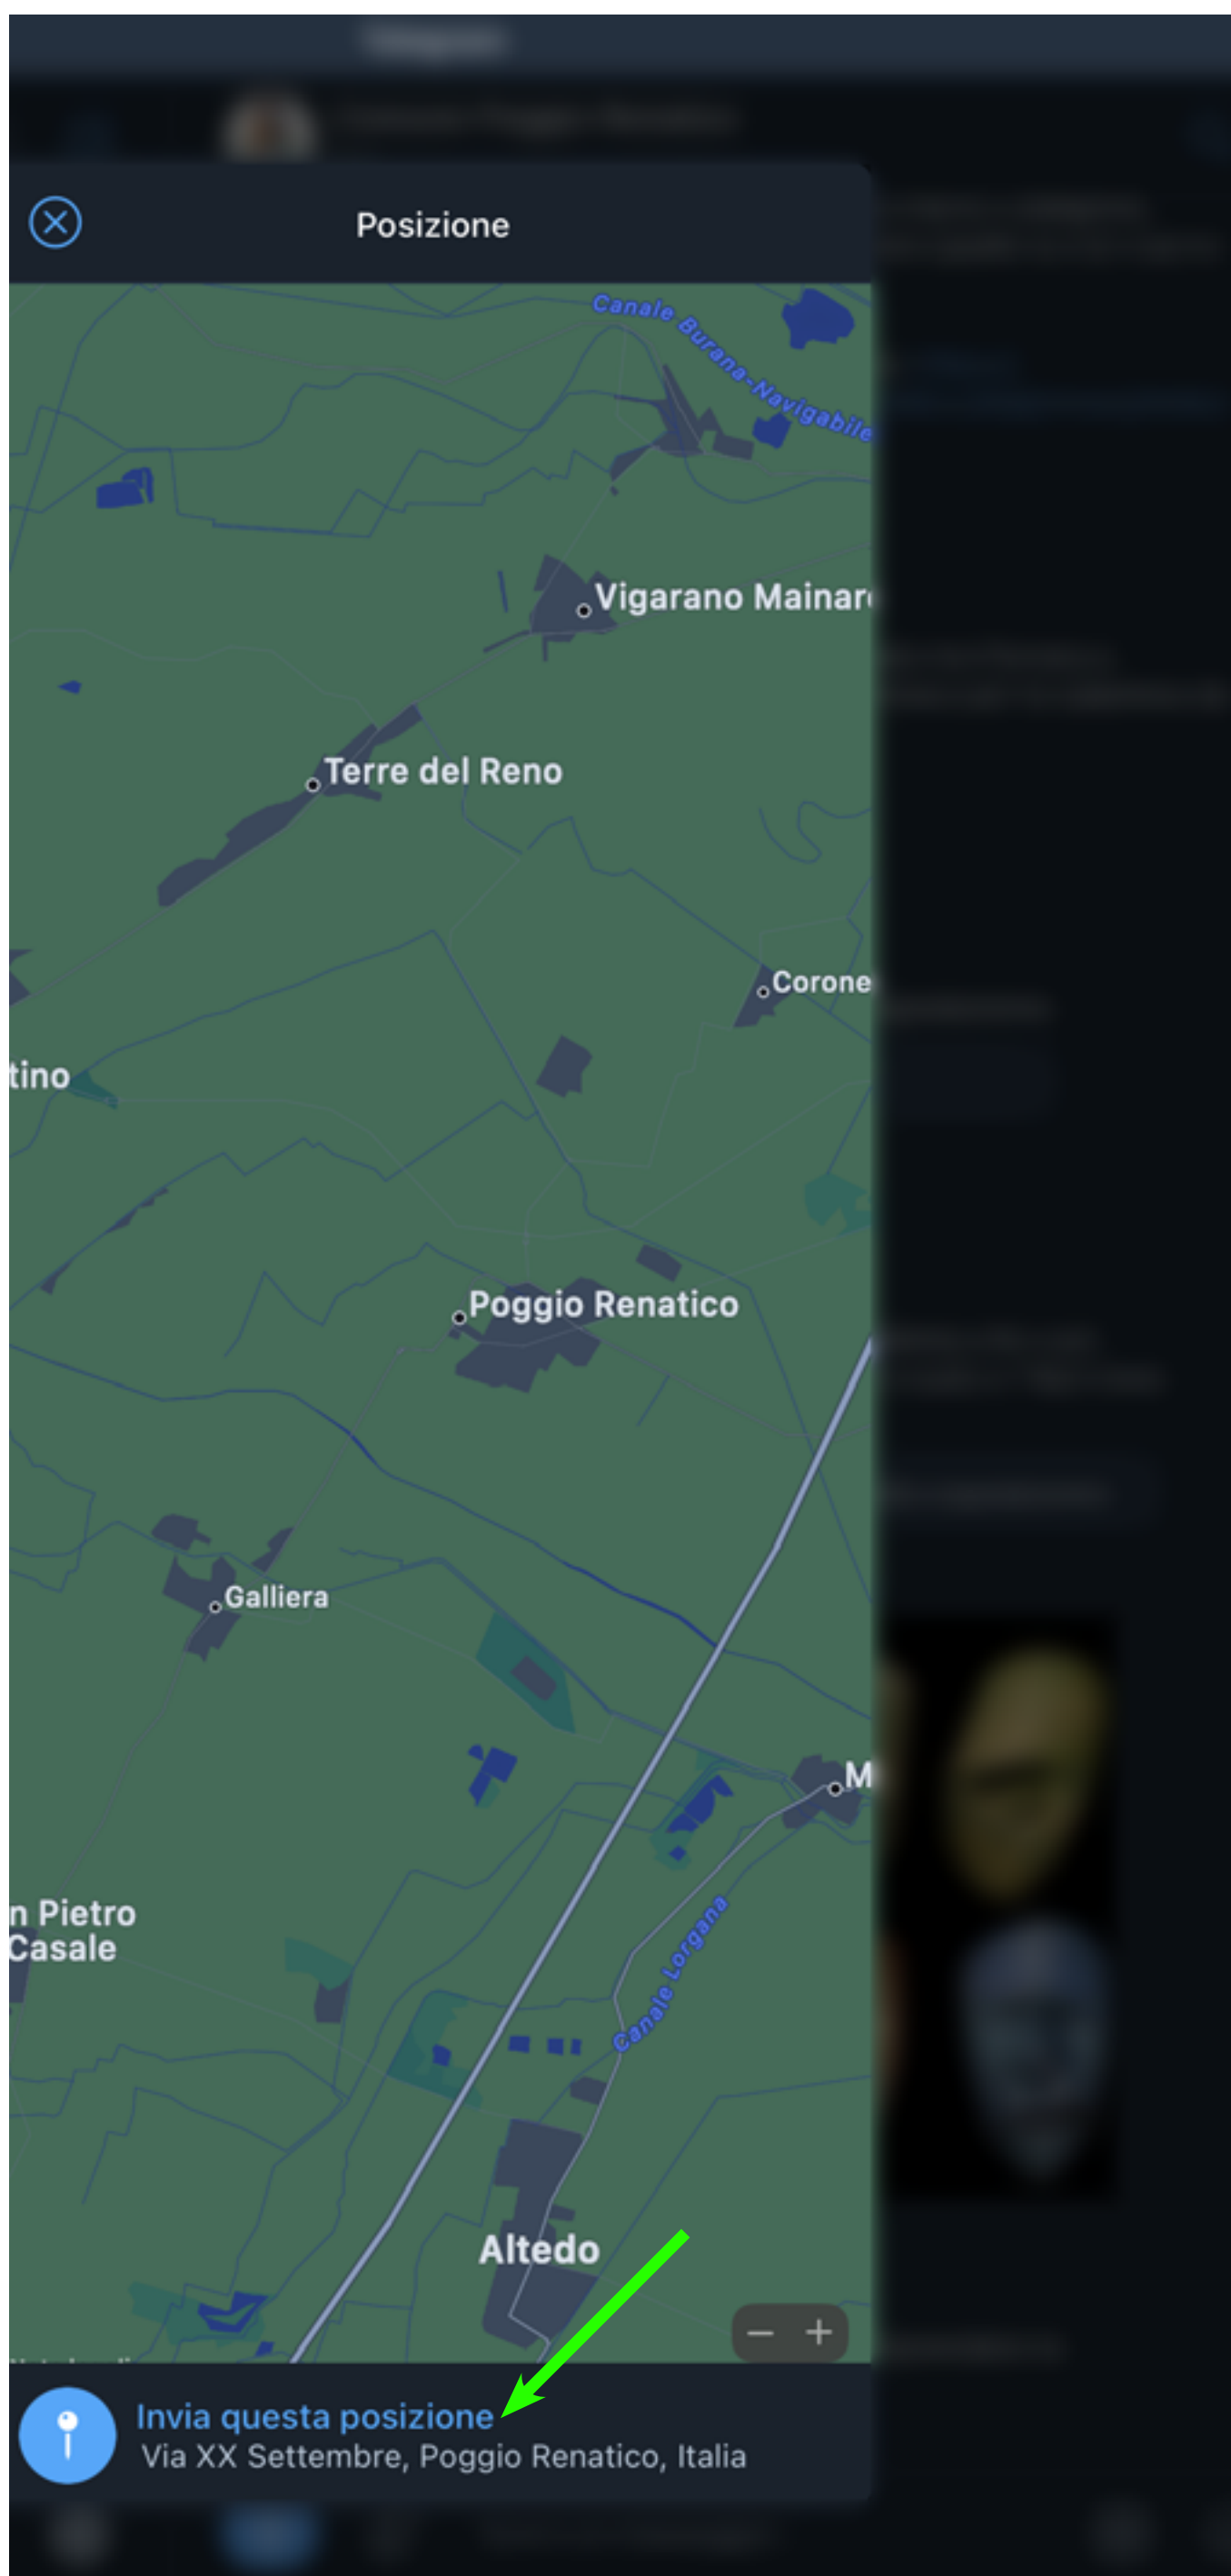 Posizione
Canale Burana-Navigabile
Vigarano Mainar
Terre del Reno
Corone
tino
Poggio Renatico
Galliera
M
n Pietro
Casale
Canale Lorgana
Altedo
− +
Invia questa posizione
Via XX Settembre, Poggio Renatico, Italia